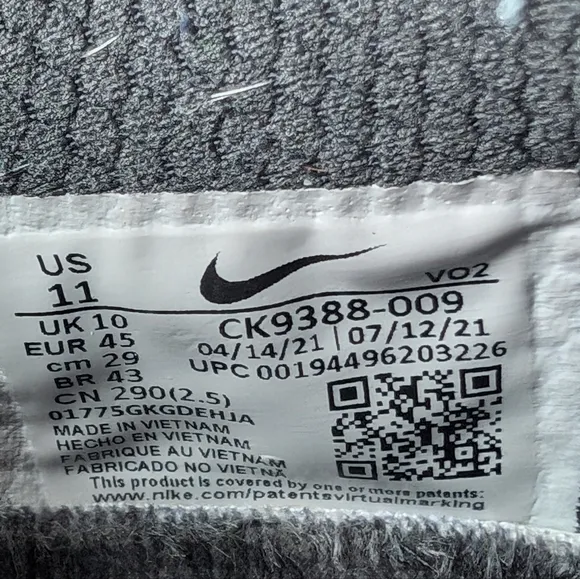 US
11
VO2
UK 10
EUR 45
cm 29
BR 43
CN 290(2.5)
01775GKGDEHJA
MADE IN VIETNAM
HECHO EN VIETNAM
FABRIQUE AU VIETNAM
FABRICADO NO VIETNA
CK9388-009
04/14/21 | 07/12/21
UPC 00194496203226
This product is covered by one or more patents:
www.nike.com/patentsvirtualmarking